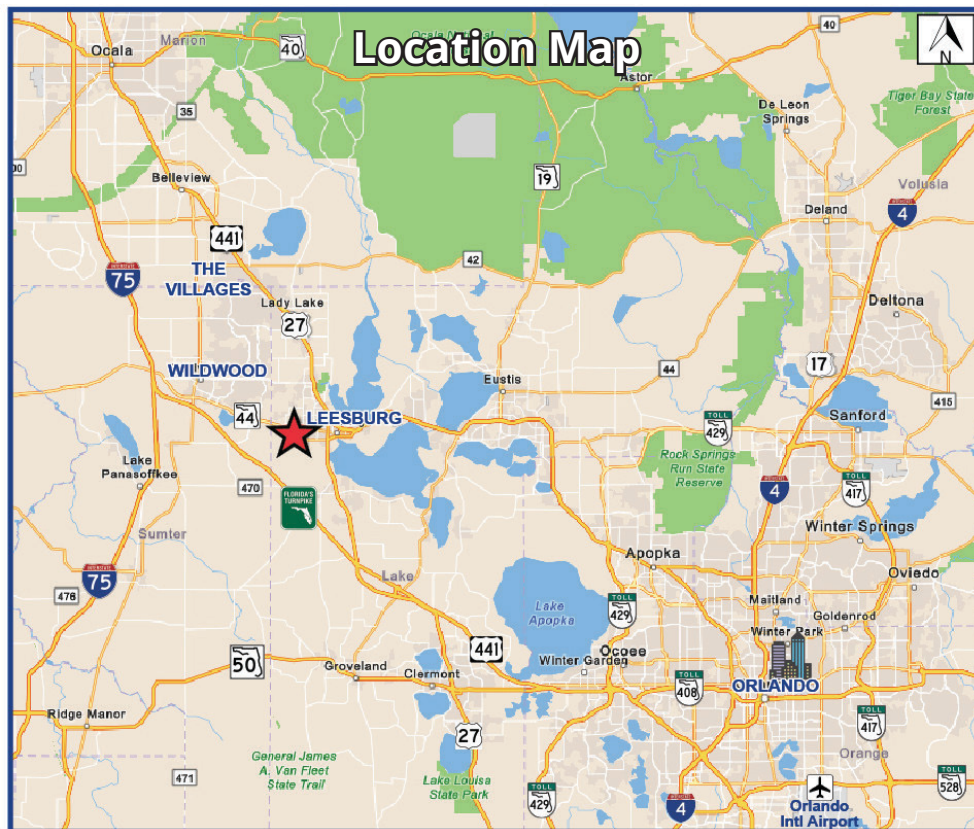 Location Map
N
Ocala
Marion
40
40
Astor
De Leon
Springs
Tiger Bay State
Forest
35
Belleview
19
Volusia
INTERSTATE
4
Deland
441
42
THE
VILLAGES
INTERSTATE
75
Lady Lake
27
Deltona
WILDWOOD
Eustis
44
17
44
LEESBURG
415
Sanford
TOLL
429
Lake
Panasoffkee
Rock Springs
Run State
Reserve
470
FLORIDA'S
TURNPIKE
INTERSTATE
4
TOLL
417
Winter Springs
Sumter
INTERSTATE
75
476
Lake
Apopka
Oviedo
Lake
Apopka
TOLL
429
Maitland
Goldenrod
Winter Park
441
50
Ocoee
Winter Garden
Groveland
Clermont
TOLL
408
ORLANDO
Ridge Manor
27
TOLL
417
Orange
General James
A. Van Fleet
State Trail
471
Lake Louisa
State Park
TOLL
429
INTERSTATE
4
Orlando
Intl Airport
TOLL
528